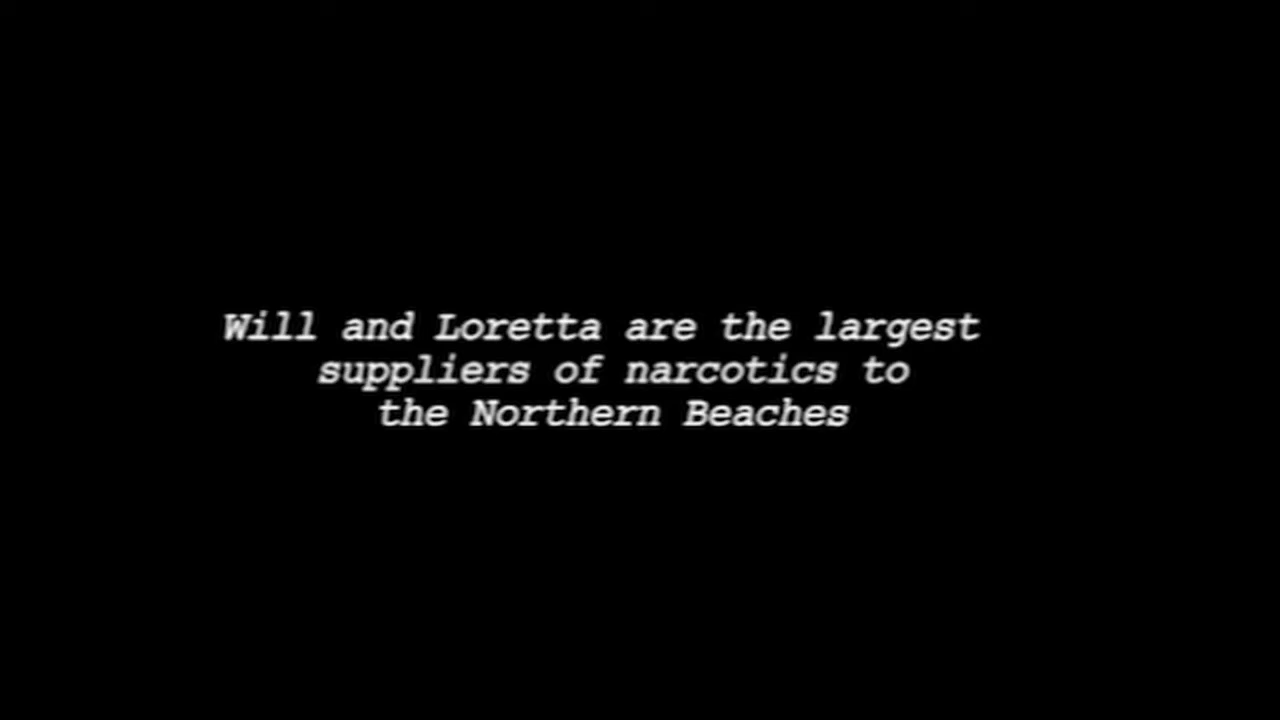 Will and Loretta are the largest
suppliers of narcotics to
the Northern Beaches